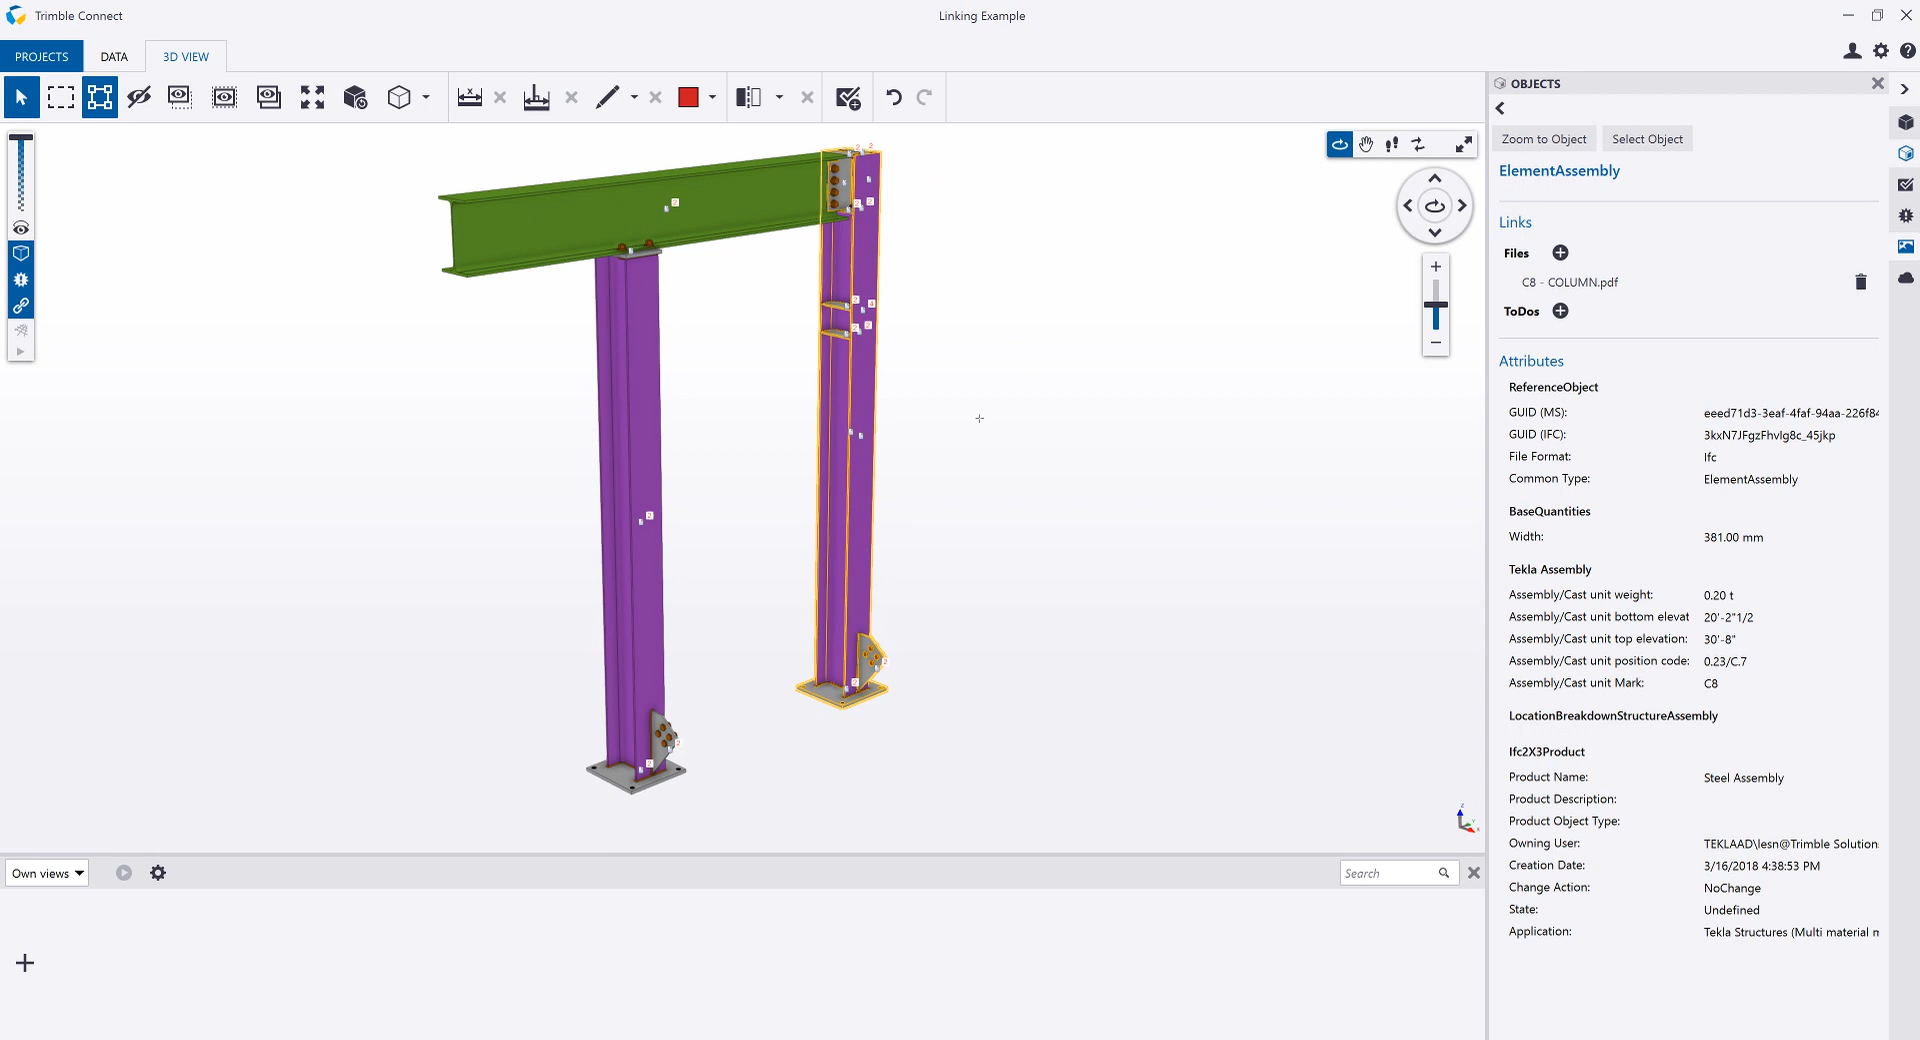 Trimble Connect
Linking Example
PROJECTS
DATA
3D VIEW
OBJECTS
Zoom to Object
Select Object
ElementAssembly
Links
Files
C8 - COLUMN.pdf
ToDos
Attributes
ReferenceObject
GUID (MS): eeed71d3-3eaf-4faf-94aa-226f84
GUID (IFC): 3kxN7JFgzFhvIg8c_45jkp
File Format: Ifc
Common Type: ElementAssembly
BaseQuantities
Width: 381.00 mm
Tekla Assembly
Assembly/Cast unit weight: 0.20 t
Assembly/Cast unit bottom elevat 20'-2"1/2
Assembly/Cast unit top elevation: 30'-8"
Assembly/Cast unit position code: 0.23/C.7
Assembly/Cast unit Mark: C8
LocationBreakdownStructureAssembly
Ifc2X3Product
Product Name: Steel Assembly
Product Description:
Product Object Type:
Owning User: TEKLAAD\lesn@Trimble Solution
Creation Date: 3/16/2018 4:38:53 PM
Change Action: NoChange
State: Undefined
Application: Tekla Structures (Multi material
Own views
Search